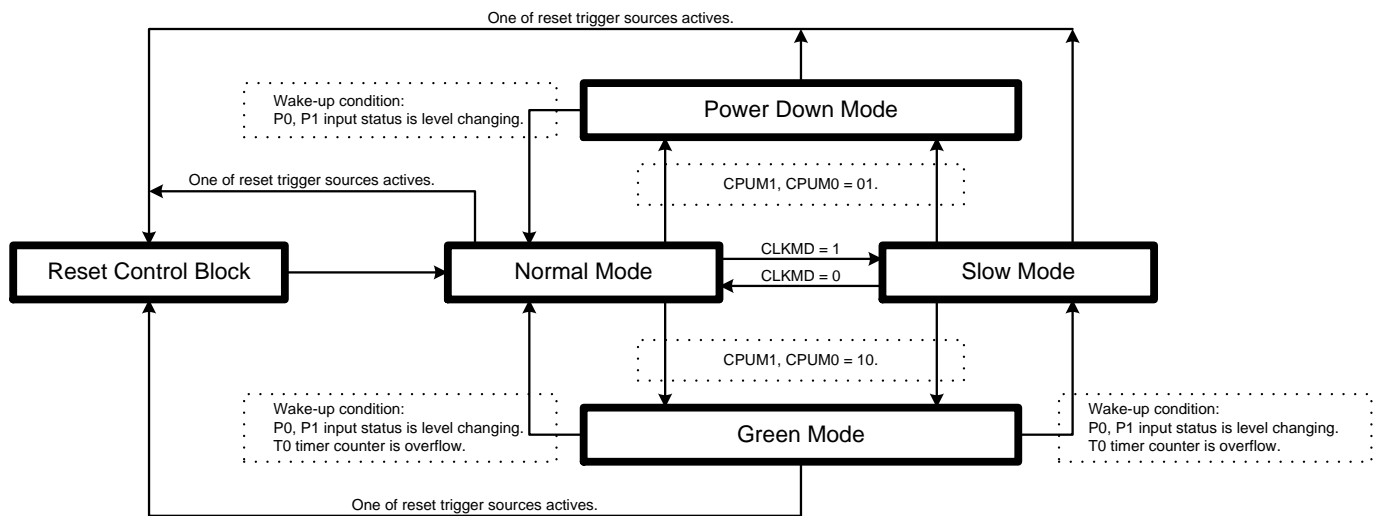 One of reset trigger sources actives.
Wake-up condition:
P0, P1 input status is level changing.
Power Down Mode
One of reset trigger sources actives.
CPUM1, CPUM0 = 01.
Reset Control Block
Normal Mode
CLKMD = 1
CLKMD = 0
Slow Mode
CPUM1, CPUM0 = 10.
Wake-up condition:
P0, P1 input status is level changing.
T0 timer counter is overflow.
Green Mode
Wake-up condition:
P0, P1 input status is level changing.
T0 timer counter is overflow.
One of reset trigger sources actives.